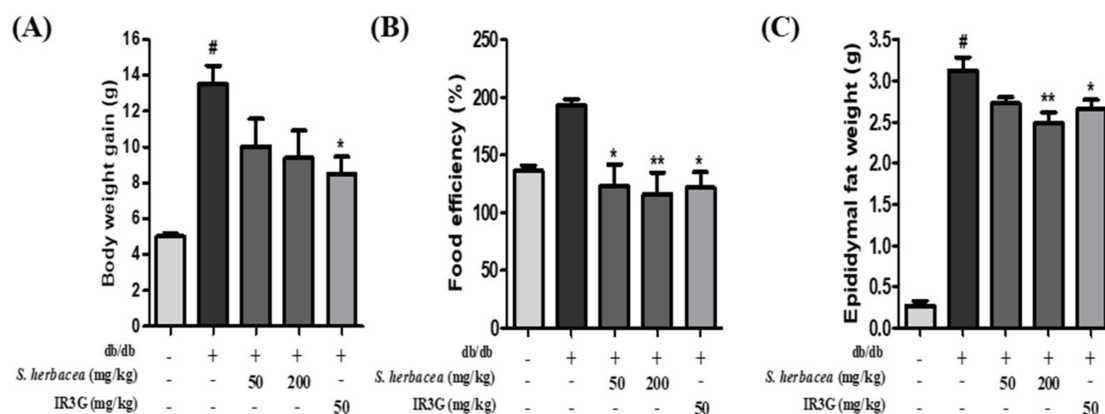 (A)
#
*
Body weight gain (g)
16
14
12
10
8
6
4
2
0
db/db - + + + +
S. herbacea (mg/kg) - - 50 200 -
IR3G (mg/kg) - - - - 50
(B)
* ** *
Food efficiency (%)
250
200
150
100
50
0
db/db - + + + +
S. herbacea (mg/kg) - - 50 200 -
IR3G (mg/kg) - - - - 50
(C)
#
** *
Epididymal fat weight (g)
3.5
3.0
2.5
2.0
1.5
1.0
0.5
0.0
db/db - + + + +
S. herbacea (mg/kg) - - 50 200 -
IR3G (mg/kg) - - - - 50